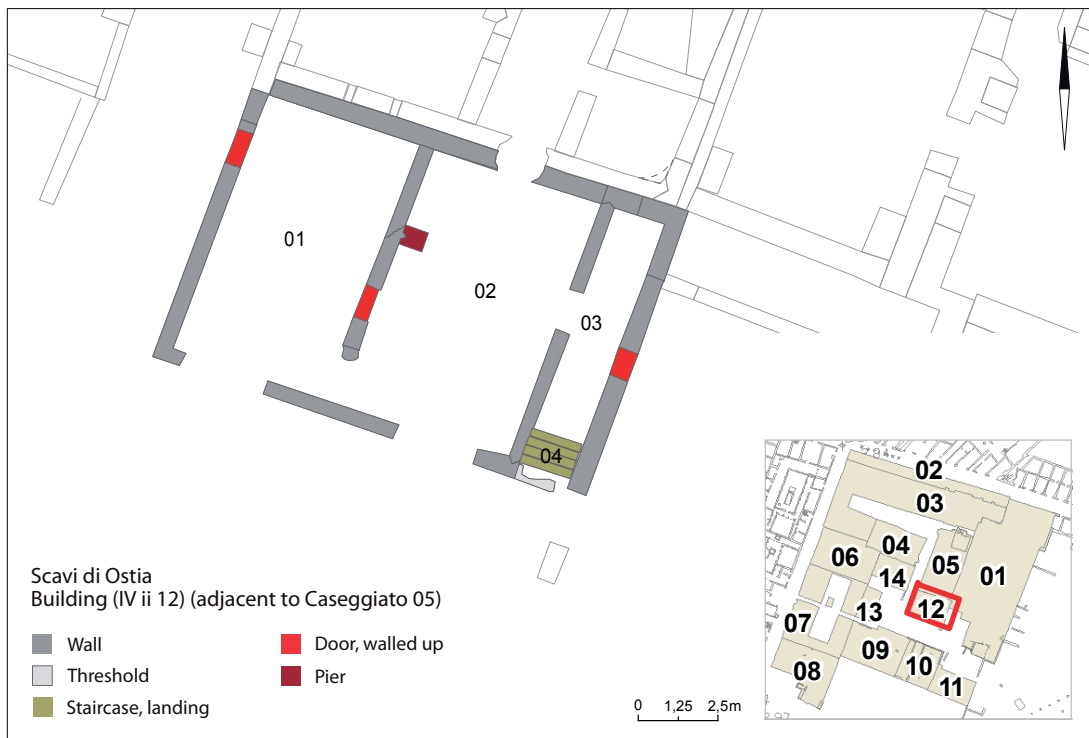 01
02
03
04
Scavi di Ostia
Building (IV ii 12) (adjacent to Caseggiato 05)
Wall
Door, walled up
Threshold
Pier
Staircase, landing
0 1,25 2,5m
02
03
04
05
01
06
14
12
13
07
09
10
08
11